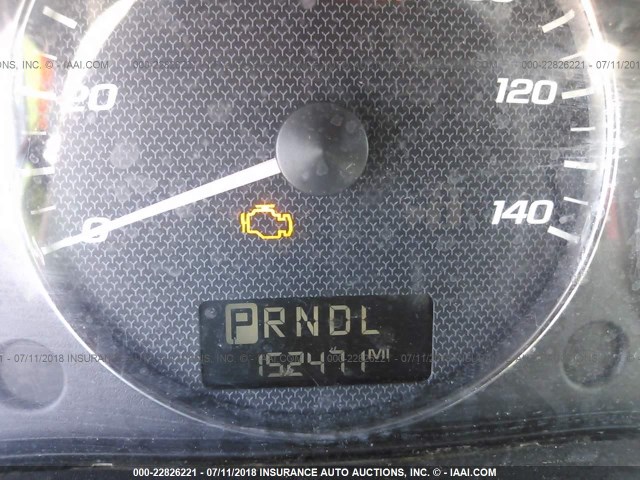 20
120
0
140
PRNDL
152471 MI
000-22826221 - 07/11/2018 INSURANCE AUTO AUCTIONS, INC. - © - IAAI.COM